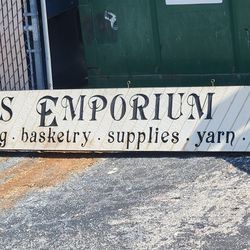 S EMPORIUM
g . basketry . supplies . yarn .